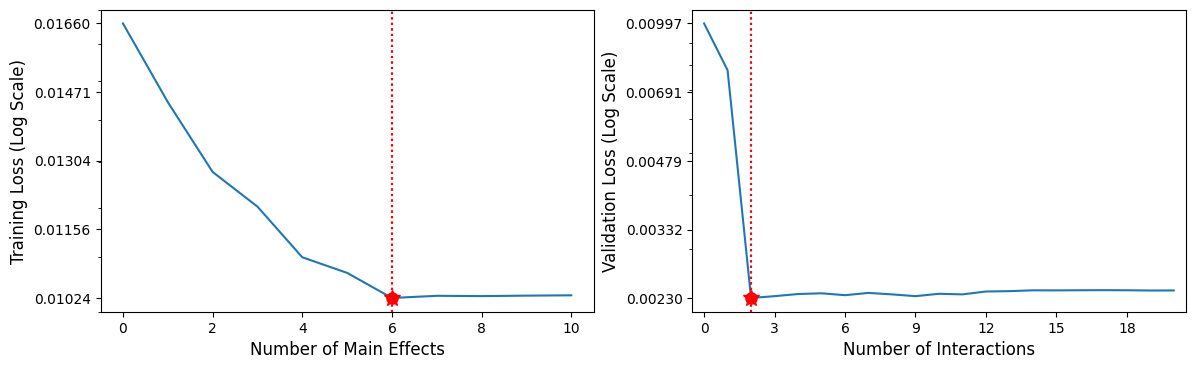 0.01660
0.01471
0.01304
0.01156
0.01024
Training Loss (Log Scale)
0 2 4 6 8 10
Number of Main Effects
0.00997
0.00691
0.00479
0.00332
0.00230
Validation Loss (Log Scale)
0 3 6 9 12 15 18
Number of Interactions